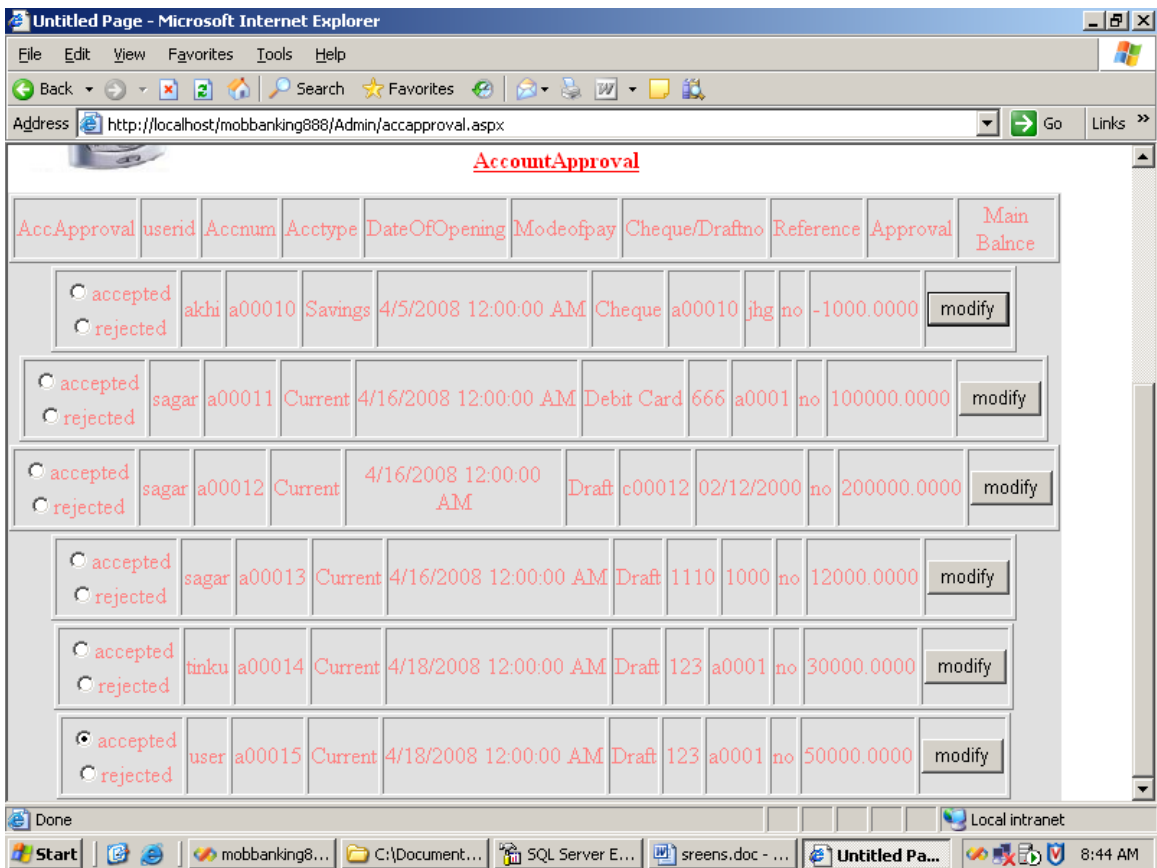 Untitled Page - Microsoft Internet Explorer
File Edit View Favorites Tools Help
Back Search Favorites
Address http://localhost/mobbanking888/Admin/accapproval.aspx Go Links »
AccountApproval
AccApproval userid Accnum Acctype DateOfOpening Modeofpay Cheque/Draftno Reference Approval Main Balnce
accepted
rejected
akhi a00010 Savings 4/5/2008 12:00:00 AM Cheque a00010 jhg no -1000.0000 modify
accepted
rejected
sagar a00011 Current 4/16/2008 12:00:00 AM Debit Card 666 a0001 no 100000.0000 modify
accepted
rejected
sagar a00012 Current 4/16/2008 12:00:00 AM Draft c00012 02/12/2000 no 200000.0000 modify
accepted
rejected
sagar a00013 Current 4/16/2008 12:00:00 AM Draft 1110 1000 no 12000.0000 modify
accepted
rejected
tinku a00014 Current 4/18/2008 12:00:00 AM Draft 123 a0001 no 30000.0000 modify
accepted
rejected
user a00015 Current 4/18/2008 12:00:00 AM Draft 123 a0001 no 50000.0000 modify
Done Local intranet
Start mobbanking8... C:\Document... SQL Server E... sreens.doc - ... Untitled Pa... 8:44 AM